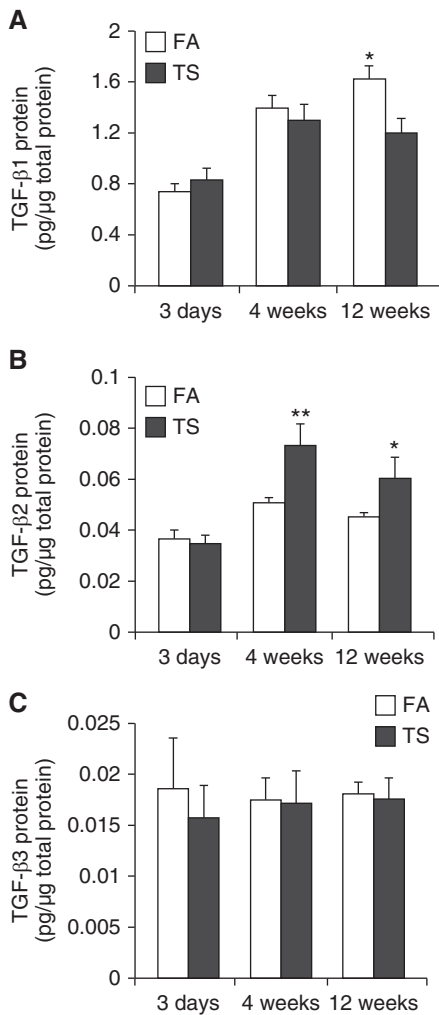 A
TGF-β1 protein
(pg/μg total protein)
2
1.6
1.2
0.8
0.4
0
FA
TS
*
3 days 4 weeks 12 weeks
B
TGF-β2 protein
(pg/μg total protein)
0.1
0.08
0.06
0.04
0.02
0
FA
TS
**
*
3 days 4 weeks 12 weeks
C
TGF-β3 protein
(pg/μg total protein)
0.025
0.02
0.015
0.01
0.005
0
FA
TS
3 days 4 weeks 12 weeks